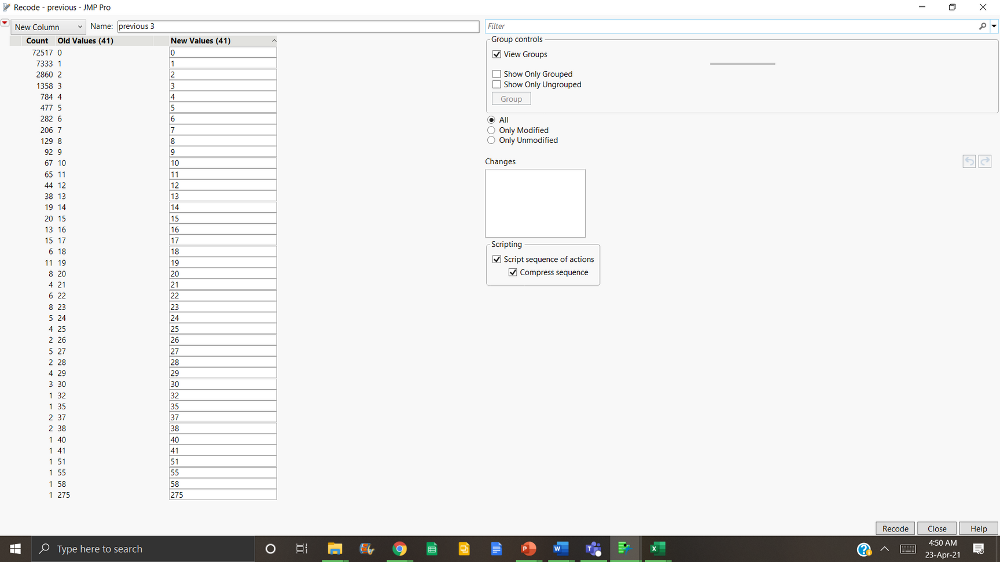 Recode - previous - JMP Pro
New Column Name: previous 3
Filter
Count Old Values (41) New Values (41)
72517 0 0
7333 1 1
2860 2 2
1358 3 3
784 4 4
477 5 5
282 6 6
206 7 7
129 8 8
92 9 9
67 10 10
65 11 11
44 12 12
38 13 13
19 14 14
20 15 15
13 16 16
15 17 17
6 18 18
11 19 19
8 20 20
4 21 21
6 22 22
8 23 23
5 24 24
4 25 25
2 26 26
5 27 27
2 28 28
4 29 29
3 30 30
1 32 32
1 35 35
2 37 37
2 38 38
1 40 40
1 41 41
1 51 51
1 55 55
1 58 58
1 275 275
Group controls
View Groups
Show Only Grouped
Show Only Ungrouped
Group
All
Only Modified
Only Unmodified
Changes
Scripting
Script sequence of actions
Compress sequence
Recode Close Help
Type here to search
4:50 AM
23-Apr-21